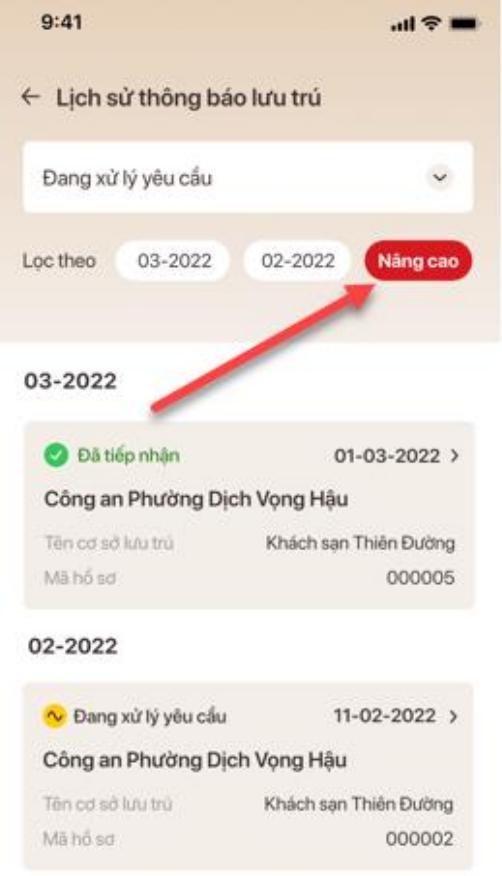 9:41
Lịch sử thông báo lưu trú
Đang xử lý yêu cầu
Lọc theo 03-2022 02-2022 Nâng cao
03-2022
Đã tiếp nhận 01-03-2022
Công an Phường Dịch Vọng Hậu
Tên cơ sở lưu trú Khách sạn Thiên Đường
Mã hồ sơ 000005
02-2022
Đang xử lý yêu cầu 11-02-2022
Công an Phường Dịch Vọng Hậu
Tên cơ sở lưu trú Khách sạn Thiên Đường
Mã hồ sơ 000002